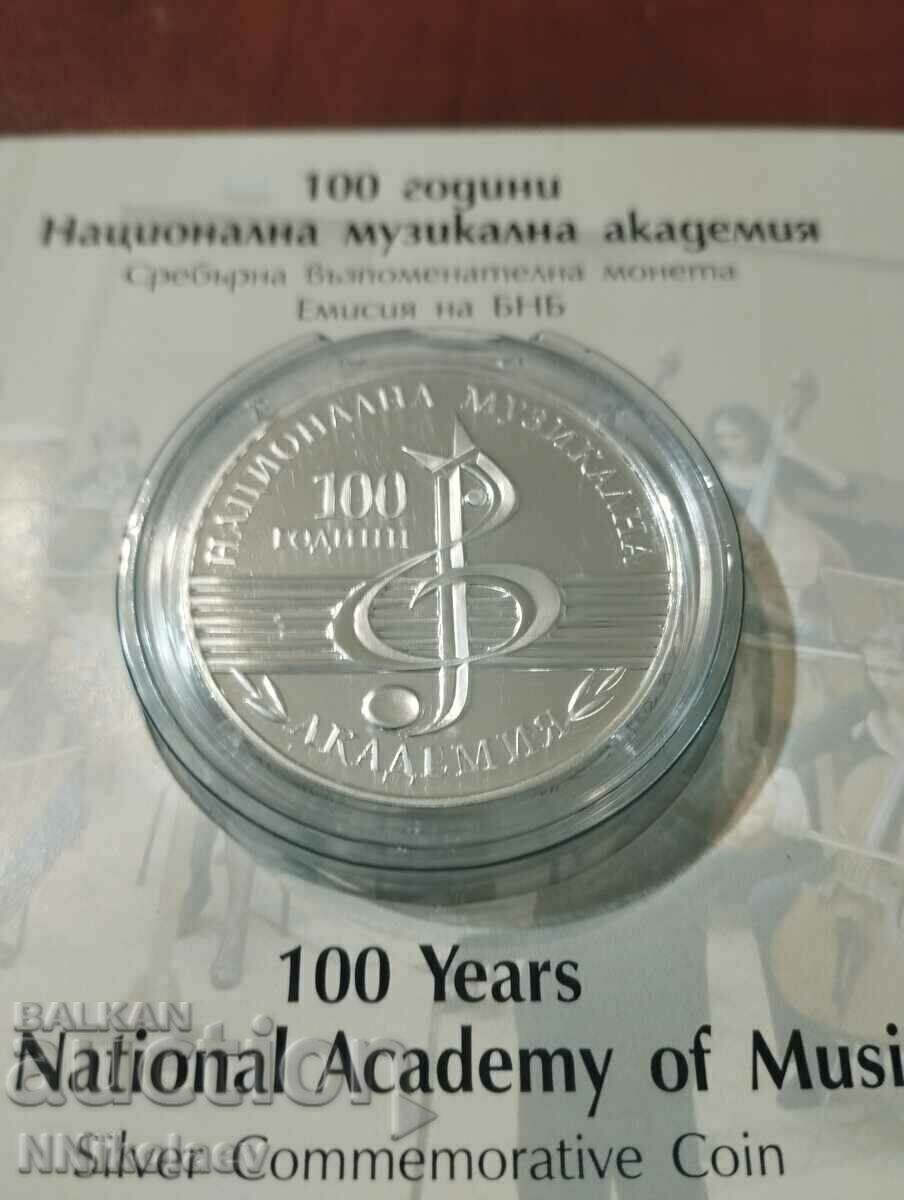 100 години
Национална музикална академия
Сребърна възпоменателна монета
Емисия на БНБ
НАЦИОНАЛНА МУЗИКАЛНА
100
ГОДИНИ
АКАДЕМИЯ
100 Years
National Academy of Musi
Silver Commemorative Coin
BALKAN
auction
NNikolaev